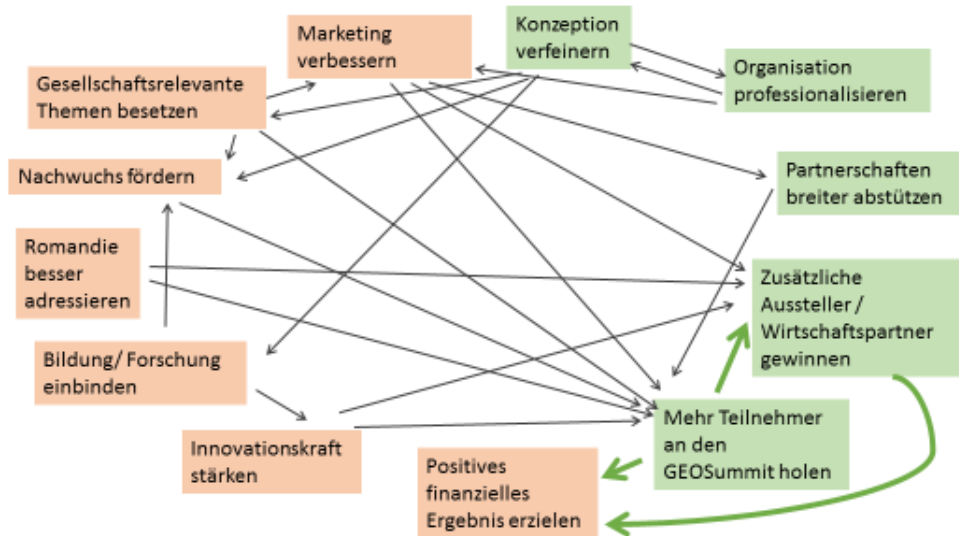 Marketing
verbessern
Konzeption
verfeinern
Organisation
professionalisieren
Gesellschaftsrelevante
Themen besetzen
Nachwuchs fördern
Partnerschaften
breiter abstützen
Romandie
besser
adressieren
Zusätzliche
Aussteller /
Wirtschaftspartner
gewinnen
Bildung/ Forschung
einbinden
Innovationskraft
stärken
Mehr Teilnehmer
an den
GEOSummit holen
Positives
finanzielles
Ergebnis erzielen